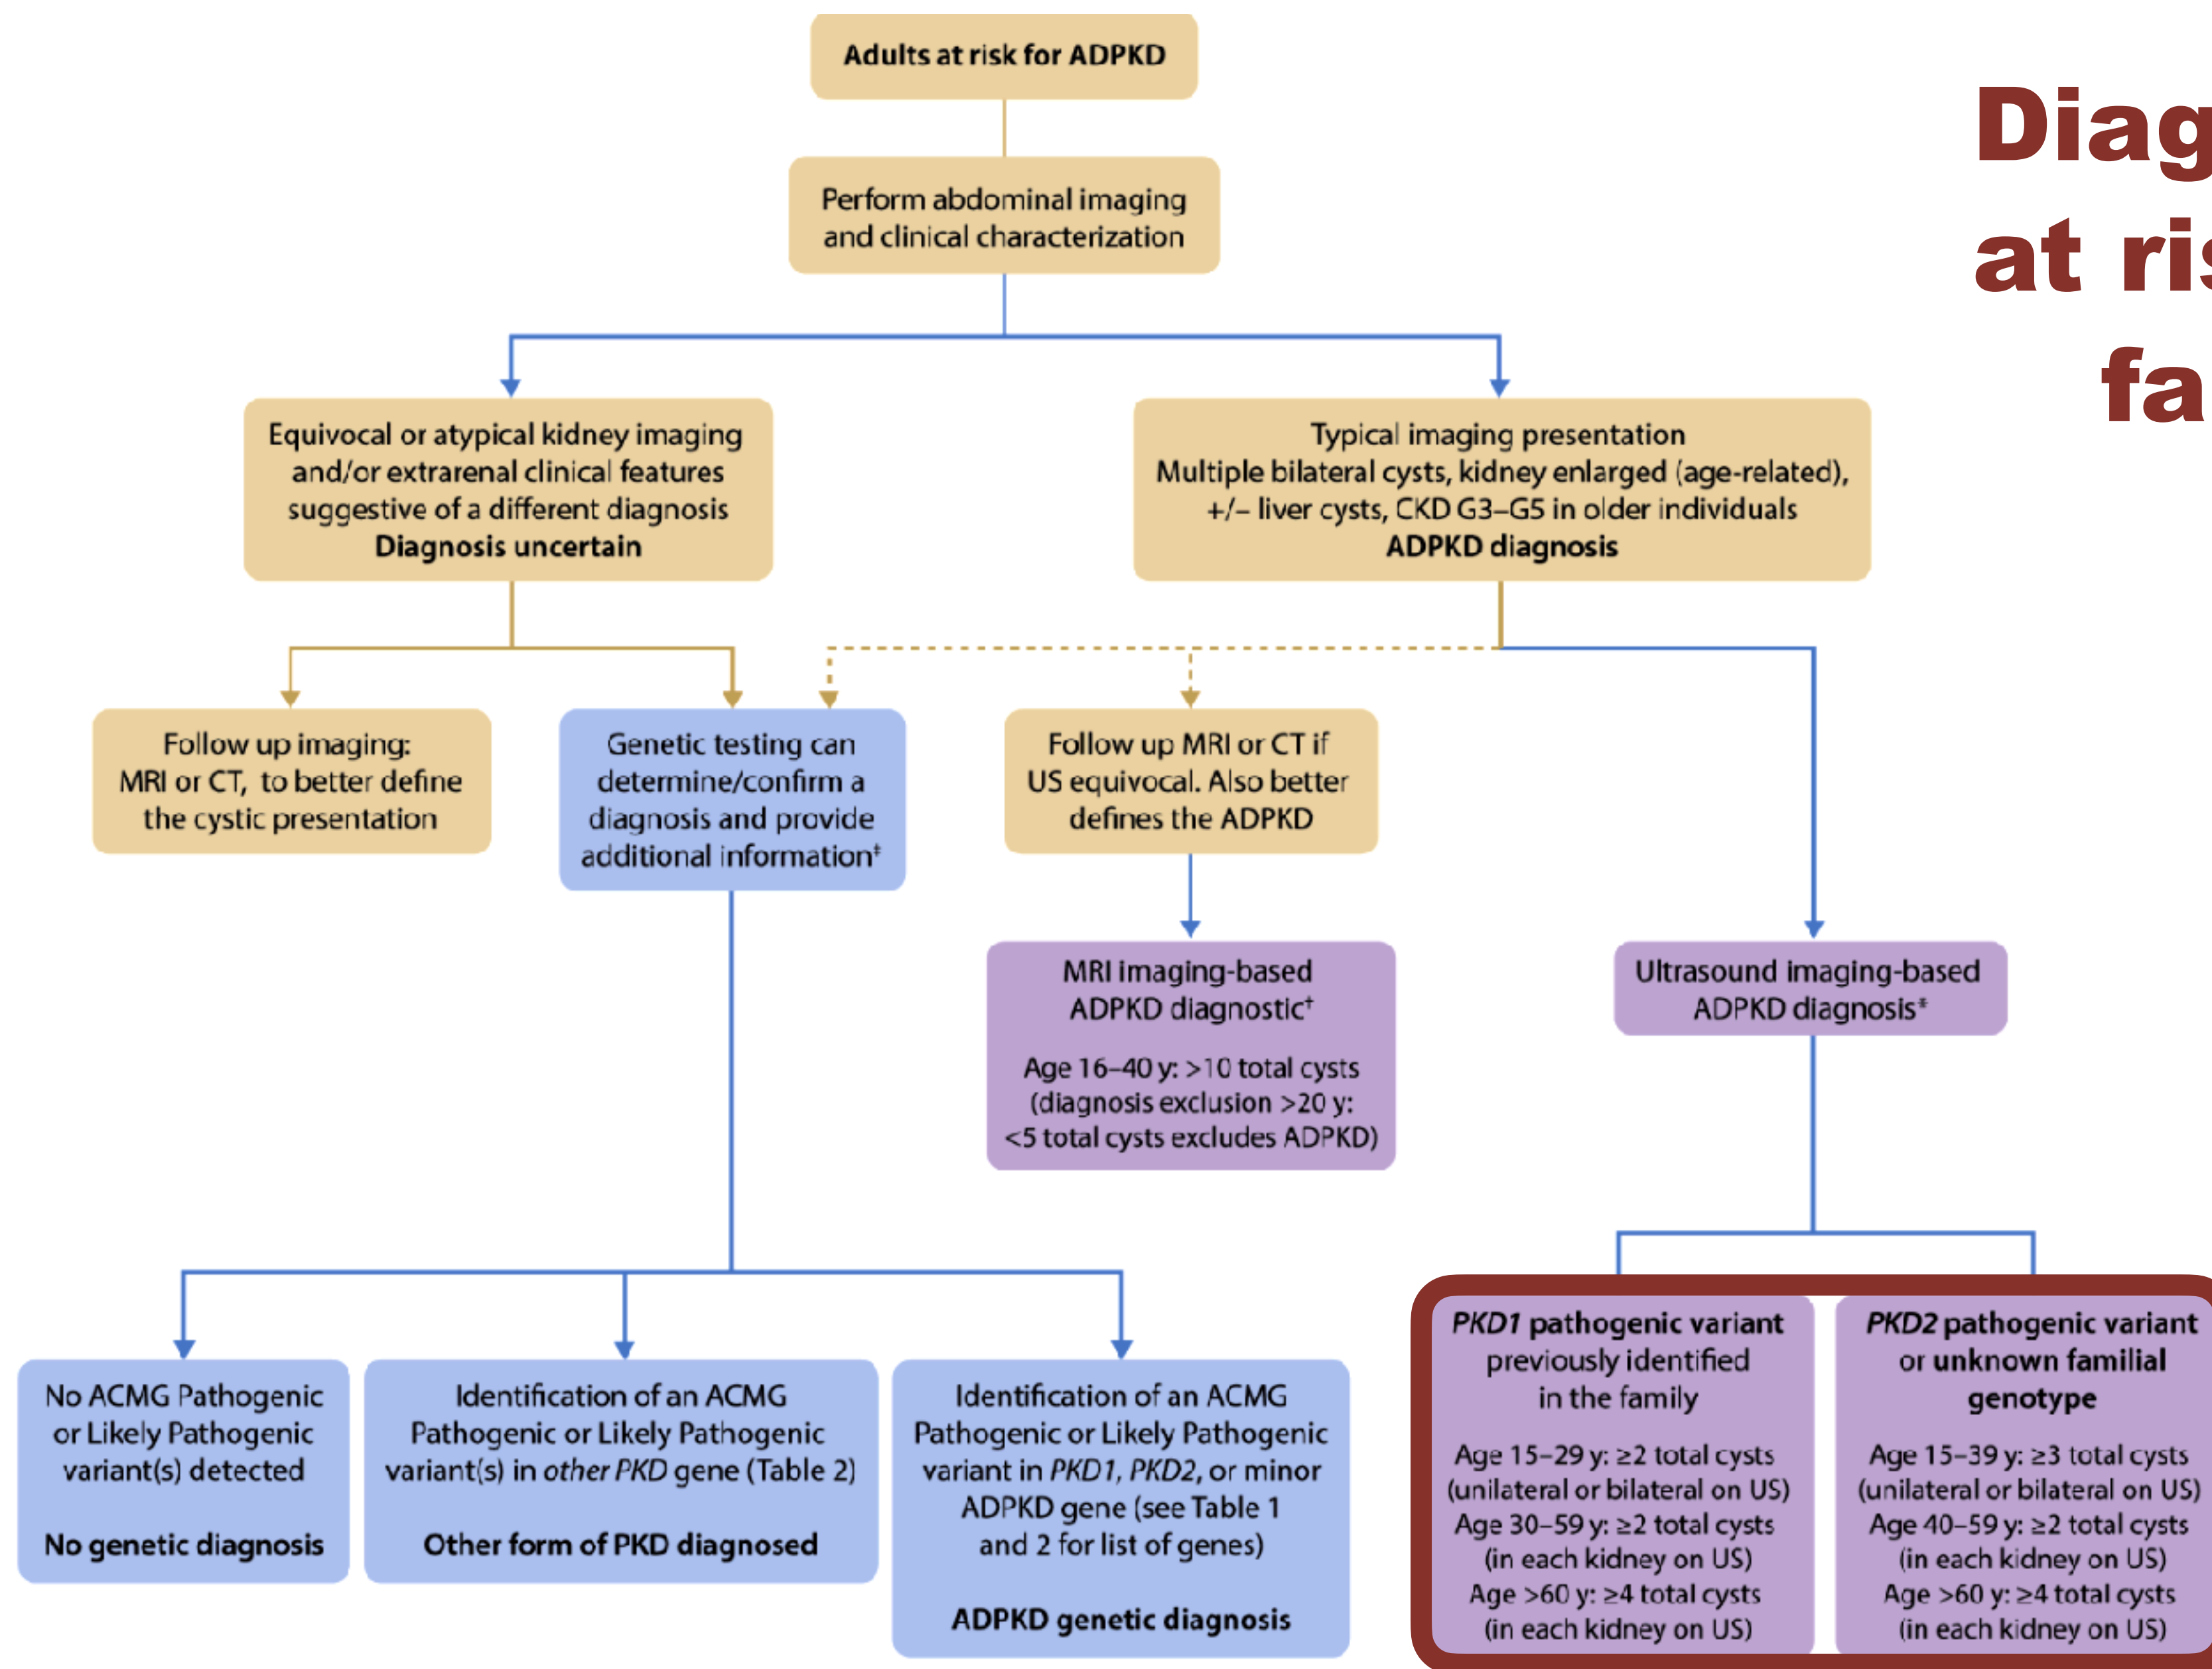 Adults at risk for ADPKD
Perform abdominal imaging
and clinical characterization
Diag
at ris
fa
Equivocal or atypical kidney imaging
and/or extrarenal clinical features
suggestive of a different diagnosis
Diagnosis uncertain
Typical imaging presentation
Multiple bilateral cysts, kidney enlarged (age-related),
+/– liver cysts, CKD G3–G5 in older individuals
ADPKD diagnosis
Follow up imaging:
MRI or CT, to better define
the cystic presentation
Genetic testing can
determine/confirm a
diagnosis and provide
additional information‡
Follow up MRI or CT if
US equivocal. Also better
defines the ADPKD
MRI imaging-based
ADPKD diagnostic†
Age 16–40 y: >10 total cysts
(diagnosis exclusion >20 y:
<5 total cysts excludes ADPKD)
Ultrasound imaging-based
ADPKD diagnosis*
No ACMG Pathogenic
or Likely Pathogenic
variant(s) detected
No genetic diagnosis
Identification of an ACMG
Pathogenic or Likely Pathogenic
variant(s) in other PKD gene (Table 2)
Other form of PKD diagnosed
Identification of an ACMG
Pathogenic or Likely Pathogenic
variant in PKD1, PKD2, or minor
ADPKD gene (see Table 1
and 2 for list of genes)
ADPKD genetic diagnosis
PKD1 pathogenic variant
previously identified
in the family
Age 15–29 y: ≥2 total cysts
(unilateral or bilateral on US)
Age 30–59 y: ≥2 total cysts
(in each kidney on US)
Age >60 y: ≥4 total cysts
(in each kidney on US)
PKD2 pathogenic variant
or unknown familial
genotype
Age 15–39 y: ≥3 total cysts
(unilateral or bilateral on US)
Age 40–59 y: ≥2 total cysts
(in each kidney on US)
Age >60 y: ≥4 total cysts
(in each kidney on US)